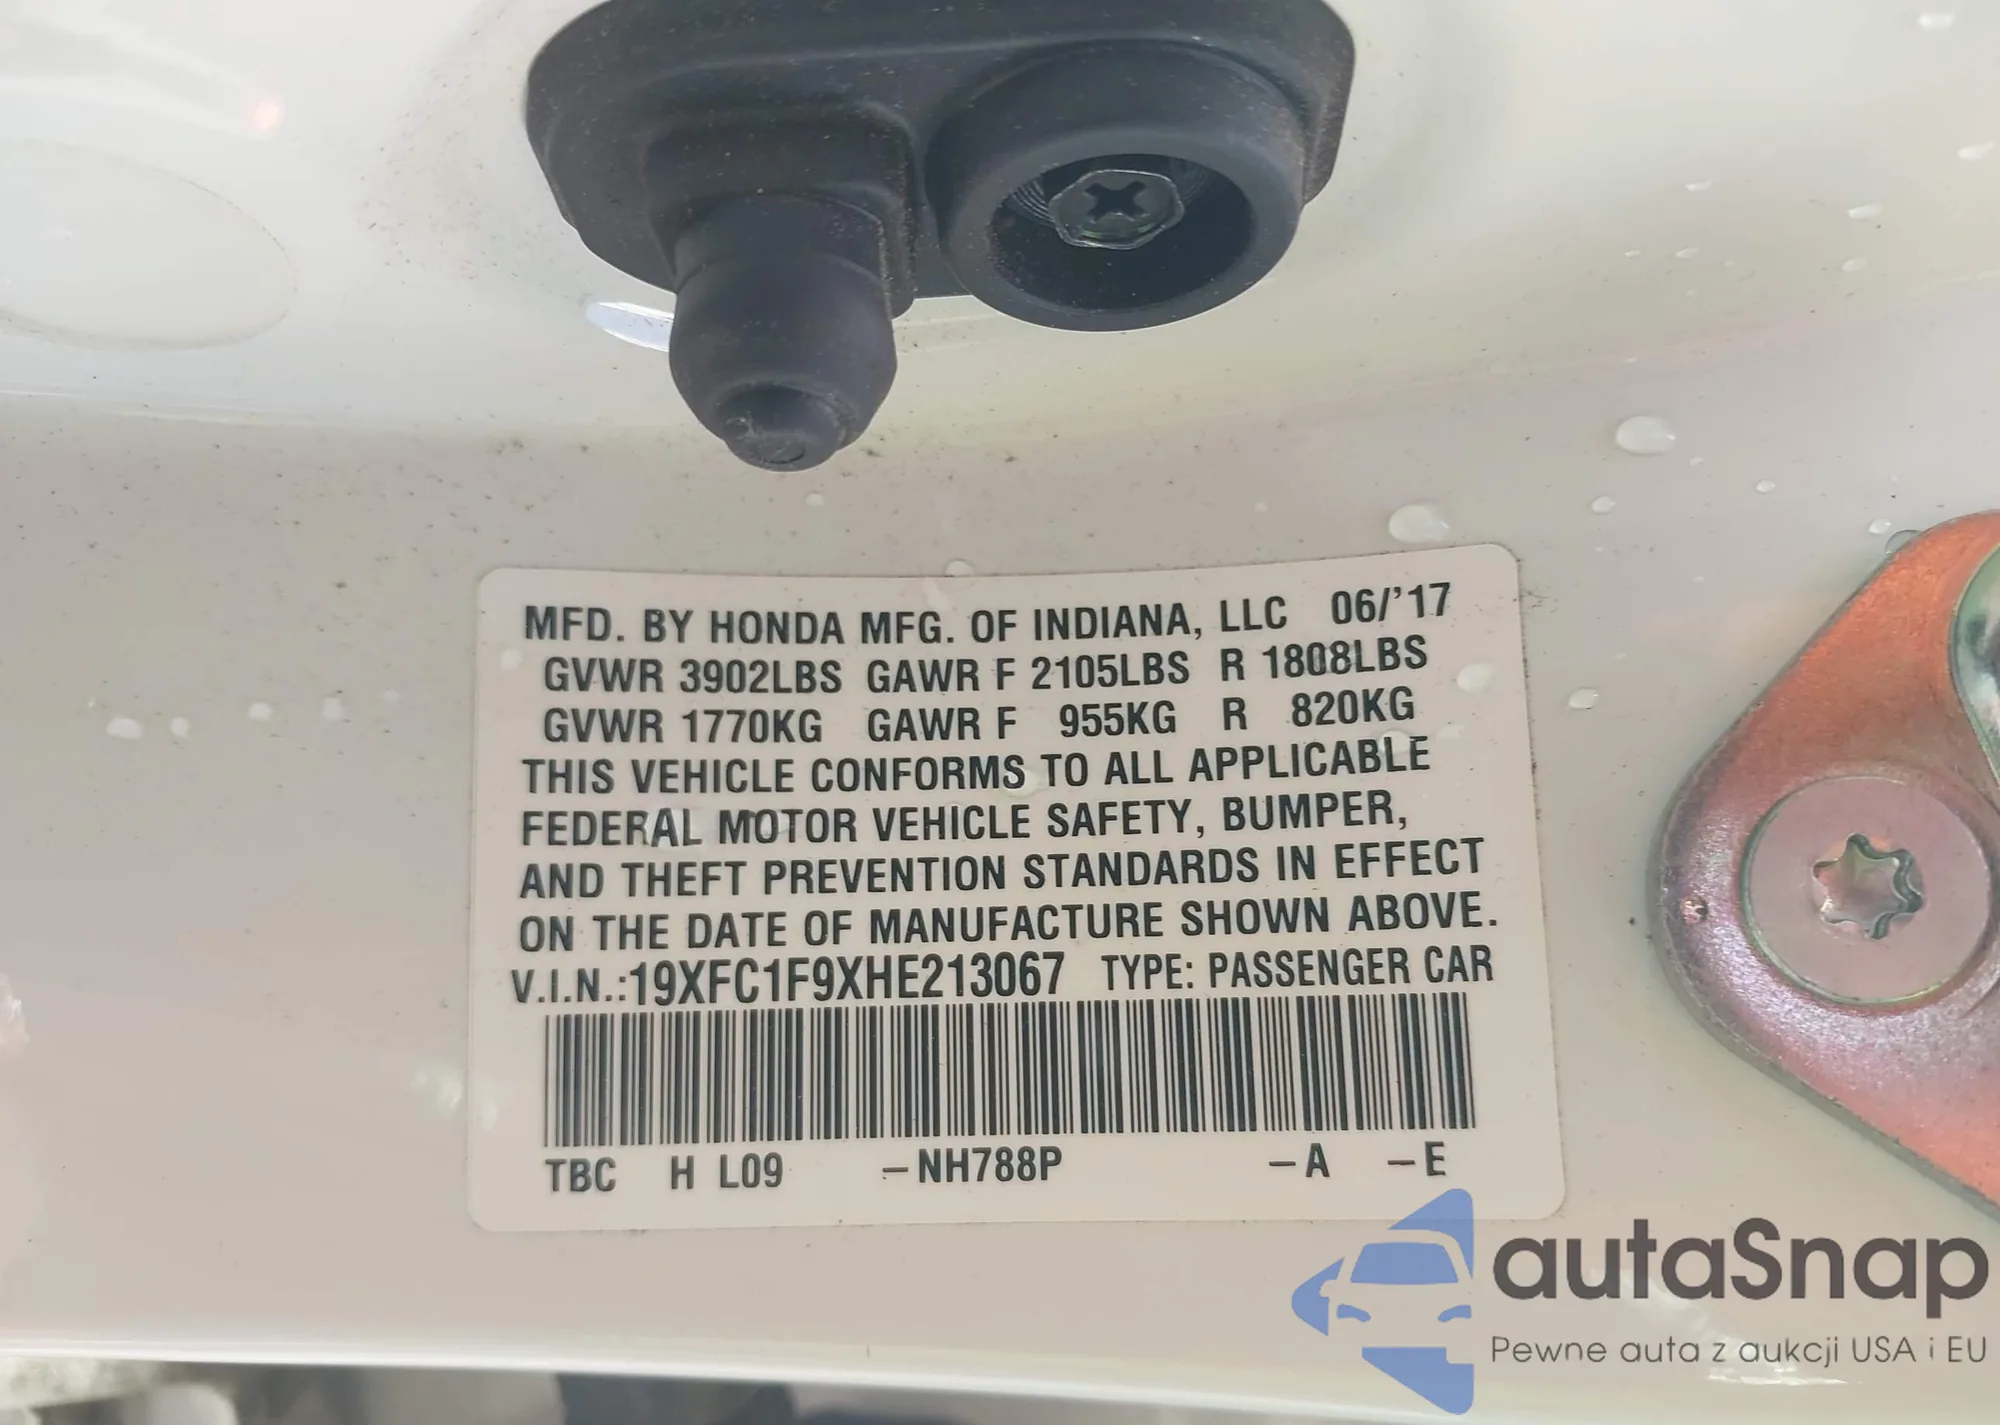 MFD. BY HONDA MFG. OF INDIANA, LLC 06/'17
GVWR 3902LBS GAWR F 2105LBS R 1808LBS
GVWR 1770KG GAWR F 955KG R 820KG
THIS VEHICLE CONFORMS TO ALL APPLICABLE
FEDERAL MOTOR VEHICLE SAFETY, BUMPER,
AND THEFT PREVENTION STANDARDS IN EFFECT
ON THE DATE OF MANUFACTURE SHOWN ABOVE.
V.I.N.:19XFC1F9XHE213067 TYPE: PASSENGER CAR
TBC H L09 –NH788P –A –E
autaSnap
Pewne auta z aukcji USA i EU